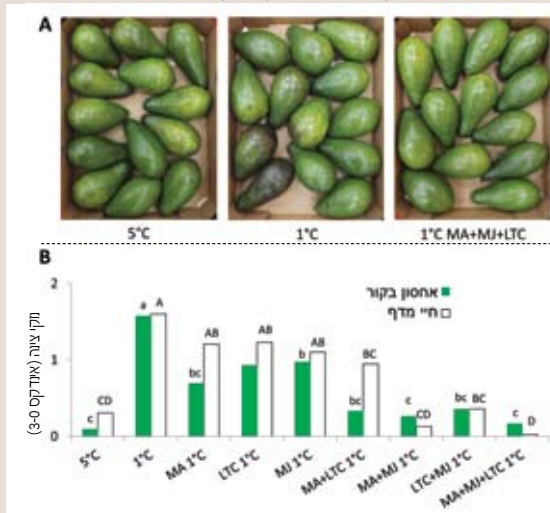 A
5°C
1°C
1°C MA+MJ+LTC
B
נזקי צינה (אינדקס 3-0)
2
1
0
אחסון בקור
חיי מדף
c
CD
a
A
bc
AB
AB
b
AB
bc
BC
c
CD
bc
BC
c
D
5°C
1°C
MA 1°C
LTC 1°C
MJ 1°C
MA+LTC 1°C
MA+MJ 1°C
LTC+MJ 1°C
MA+MJ+LTC 1°C